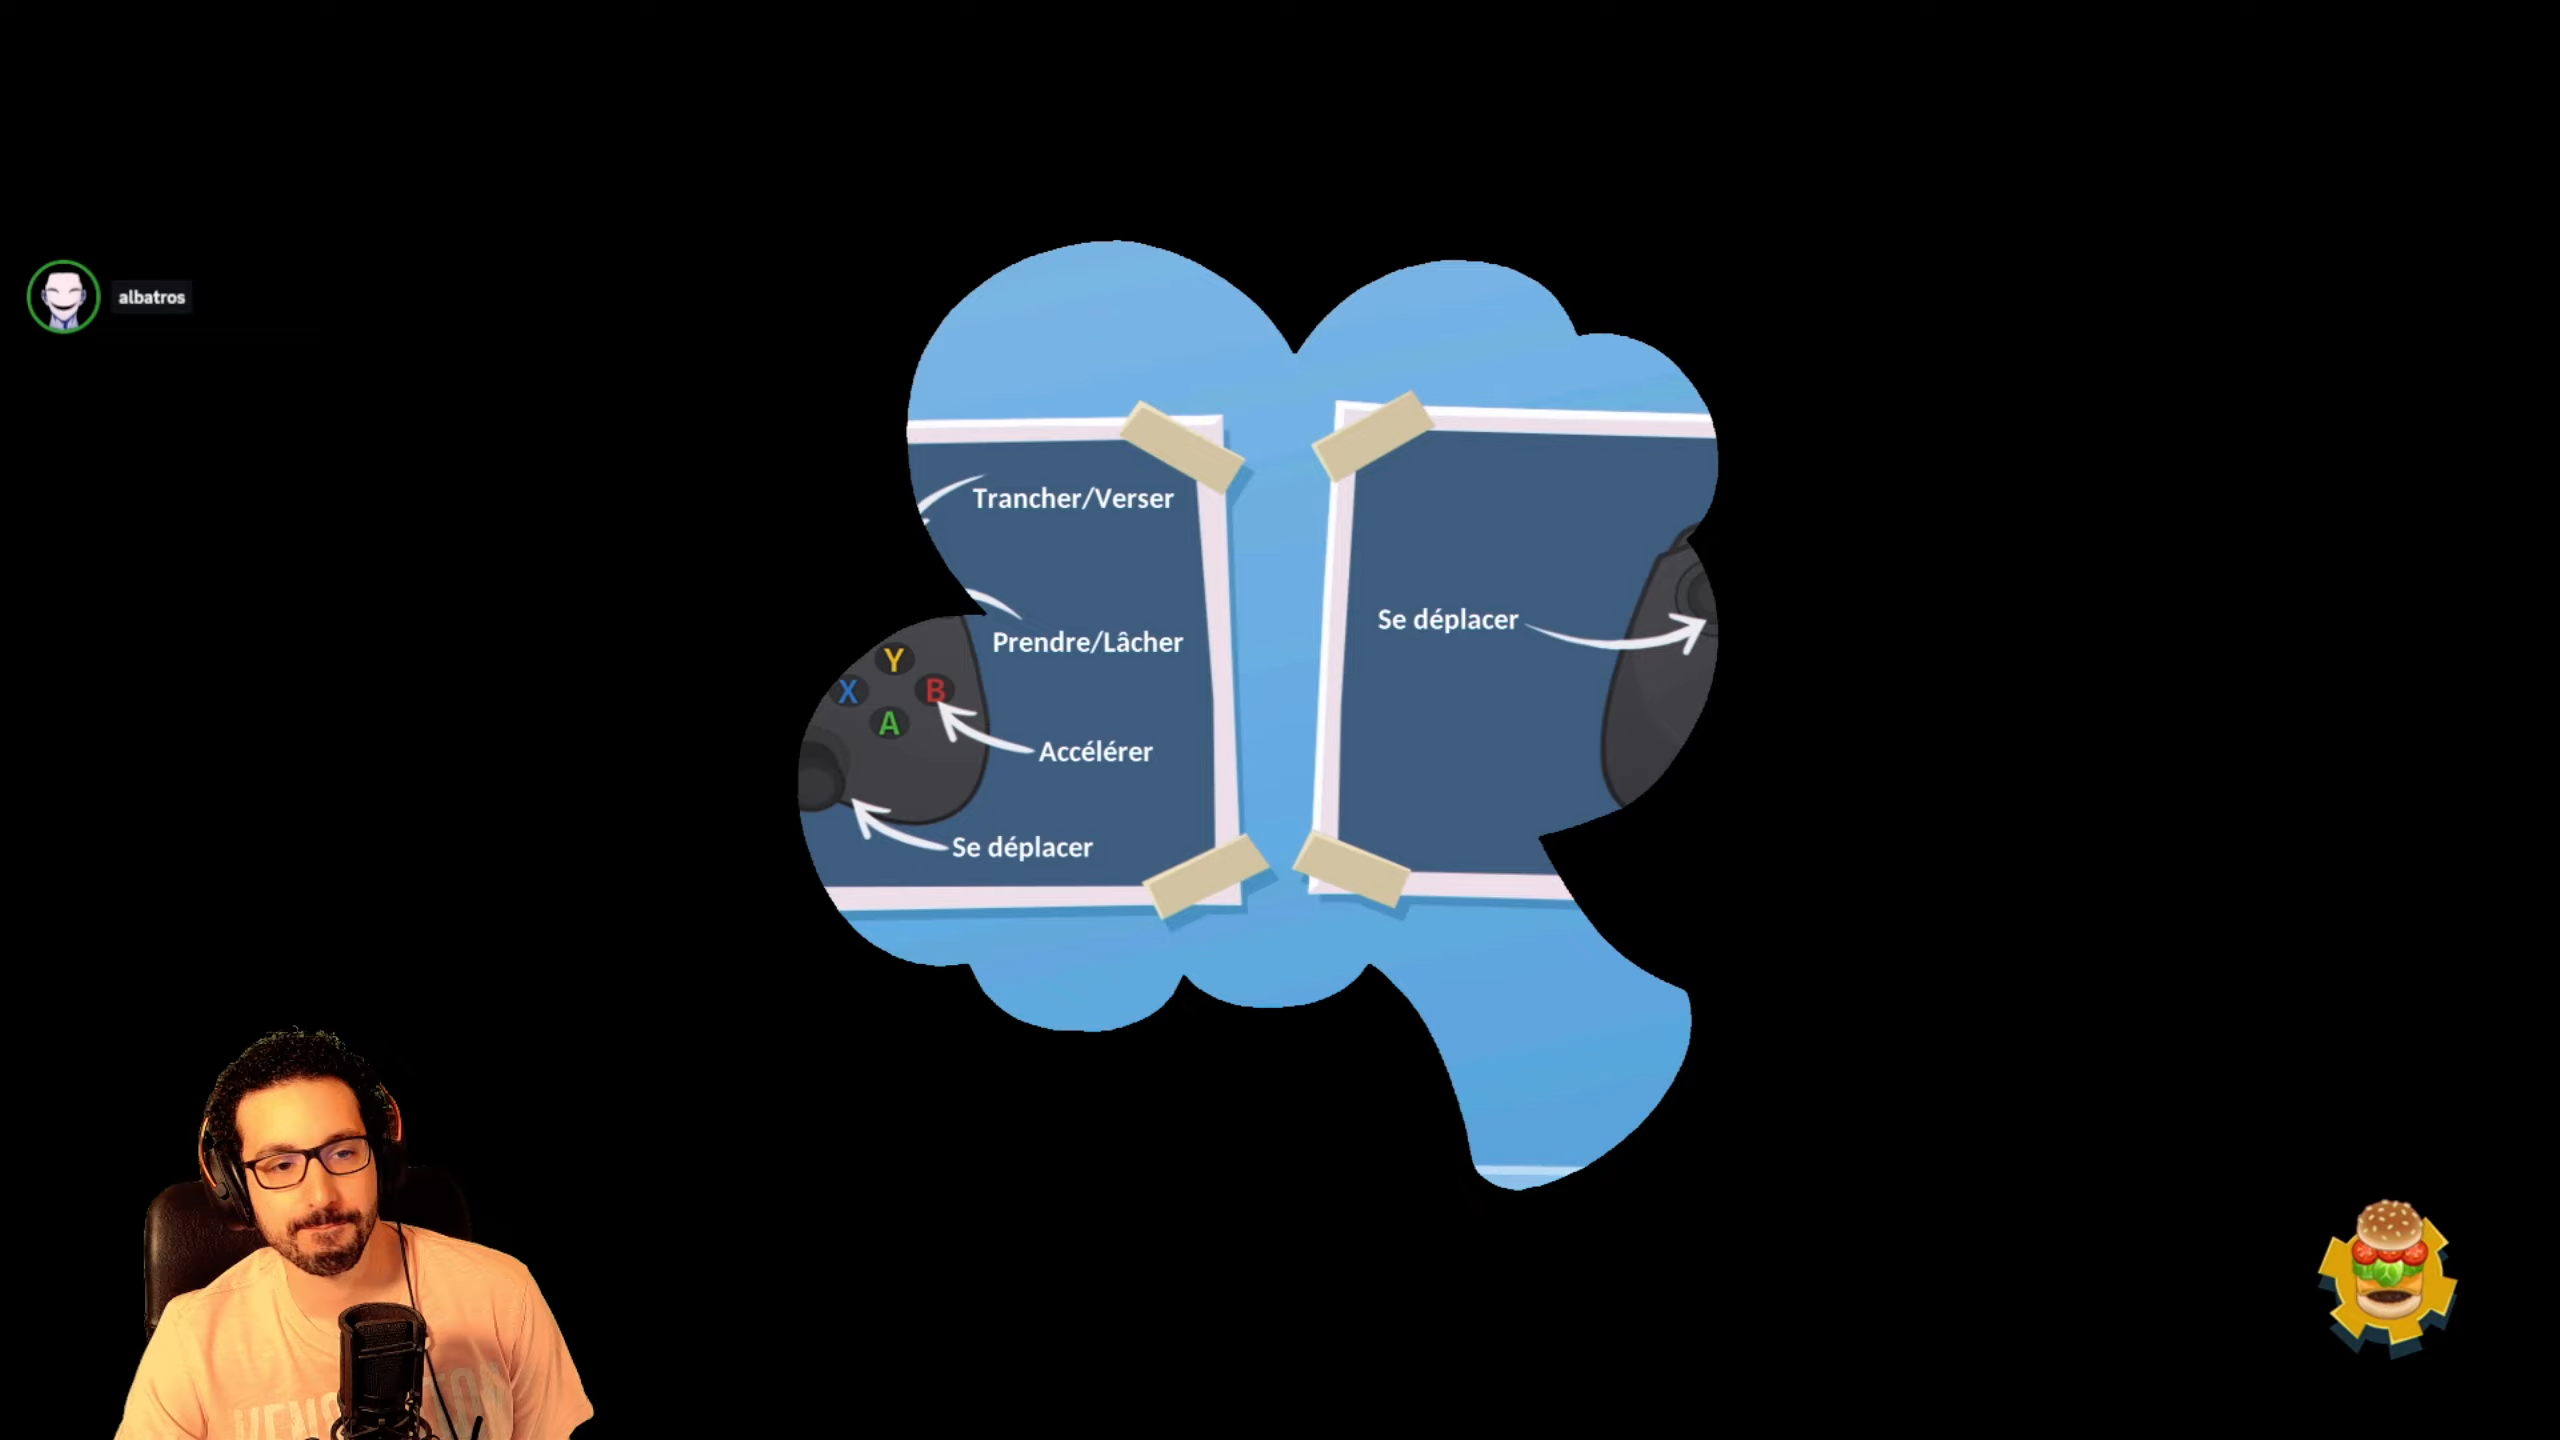 albatros
Trancher/Verser
Prendre/Lâcher
Y
X
B
A
Accélérer
Se déplacer
Se déplacer